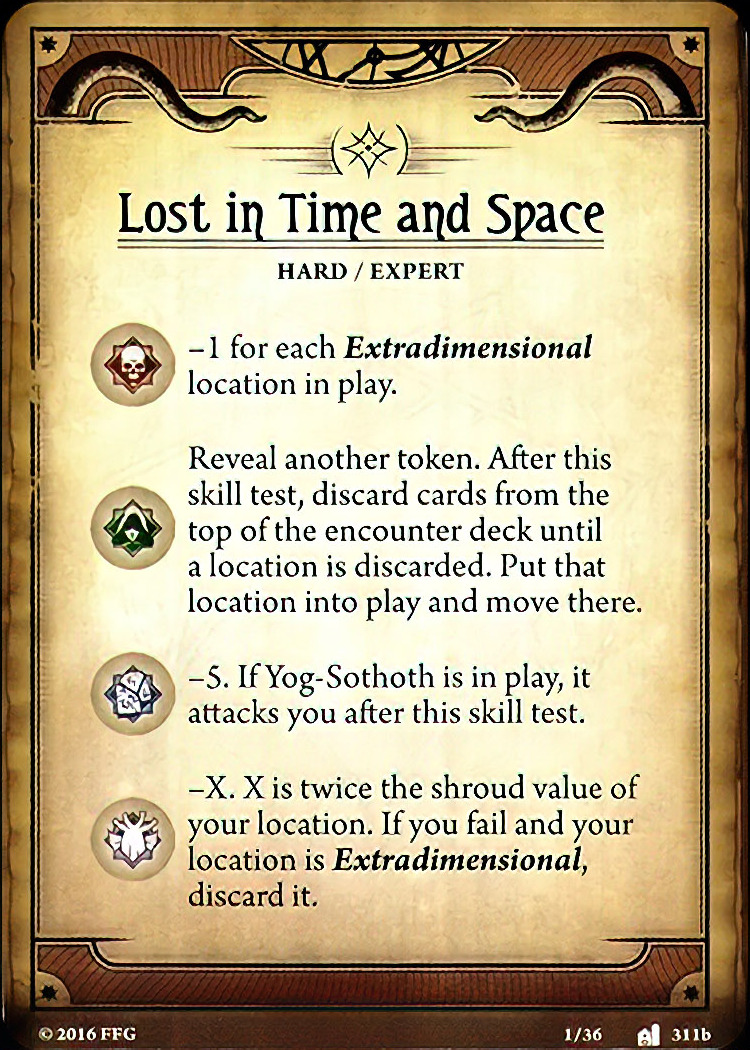 Lost in Time and Space
HARD / EXPERT
–1 for each Extradimensional
location in play.
Reveal another token. After this
skill test, discard cards from the
top of the encounter deck until
a location is discarded. Put that
location into play and move there.
–5. If Yog-Sothoth is in play, it
attacks you after this skill test.
–X. X is twice the shroud value of
your location. If you fail and your
location is Extradimensional,
discard it.
© 2016 FFG
1/36
311b